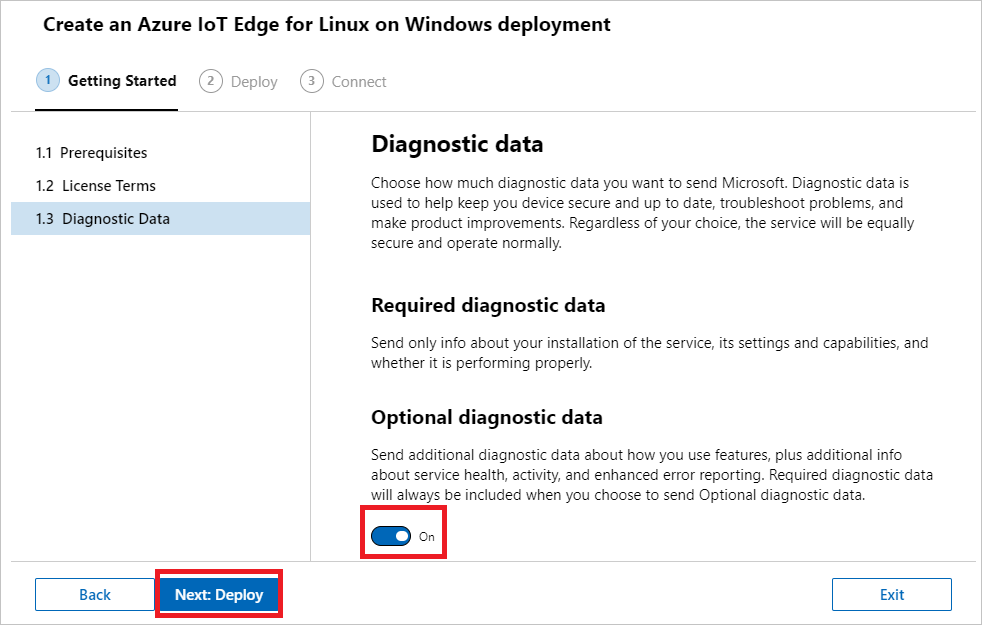 Create an Azure IoT Edge for Linux on Windows deployment
1 Getting Started 2 Deploy 3 Connect
1.1 Prerequisites
1.2 License Terms
1.3 Diagnostic Data
Diagnostic data
Choose how much diagnostic data you want to send Microsoft. Diagnostic data is
used to help keep you device secure and up to date, troubleshoot problems, and
make product improvements. Regardless of your choice, the service will be equally
secure and operate normally.
Required diagnostic data
Send only info about your installation of the service, its settings and capabilities, and
whether it is performing properly.
Optional diagnostic data
Send additional diagnostic data about how you use features, plus additional info
about service health, activity, and enhanced error reporting. Required diagnostic data
will always be included when you choose to send Optional diagnostic data.
On
Back Next: Deploy Exit